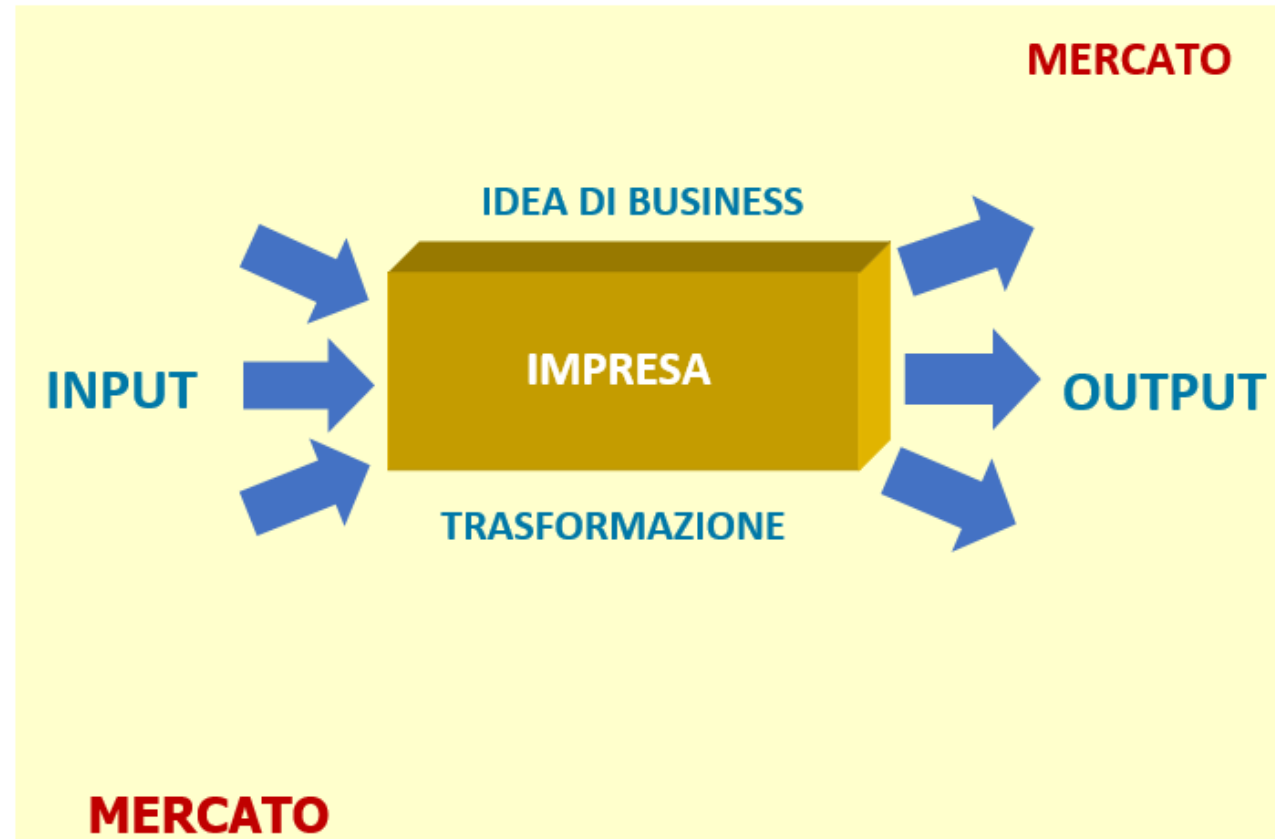 MERCATO
IDEA DI BUSINESS
IMPRESA
INPUT
OUTPUT
TRASFORMAZIONE
MERCATO